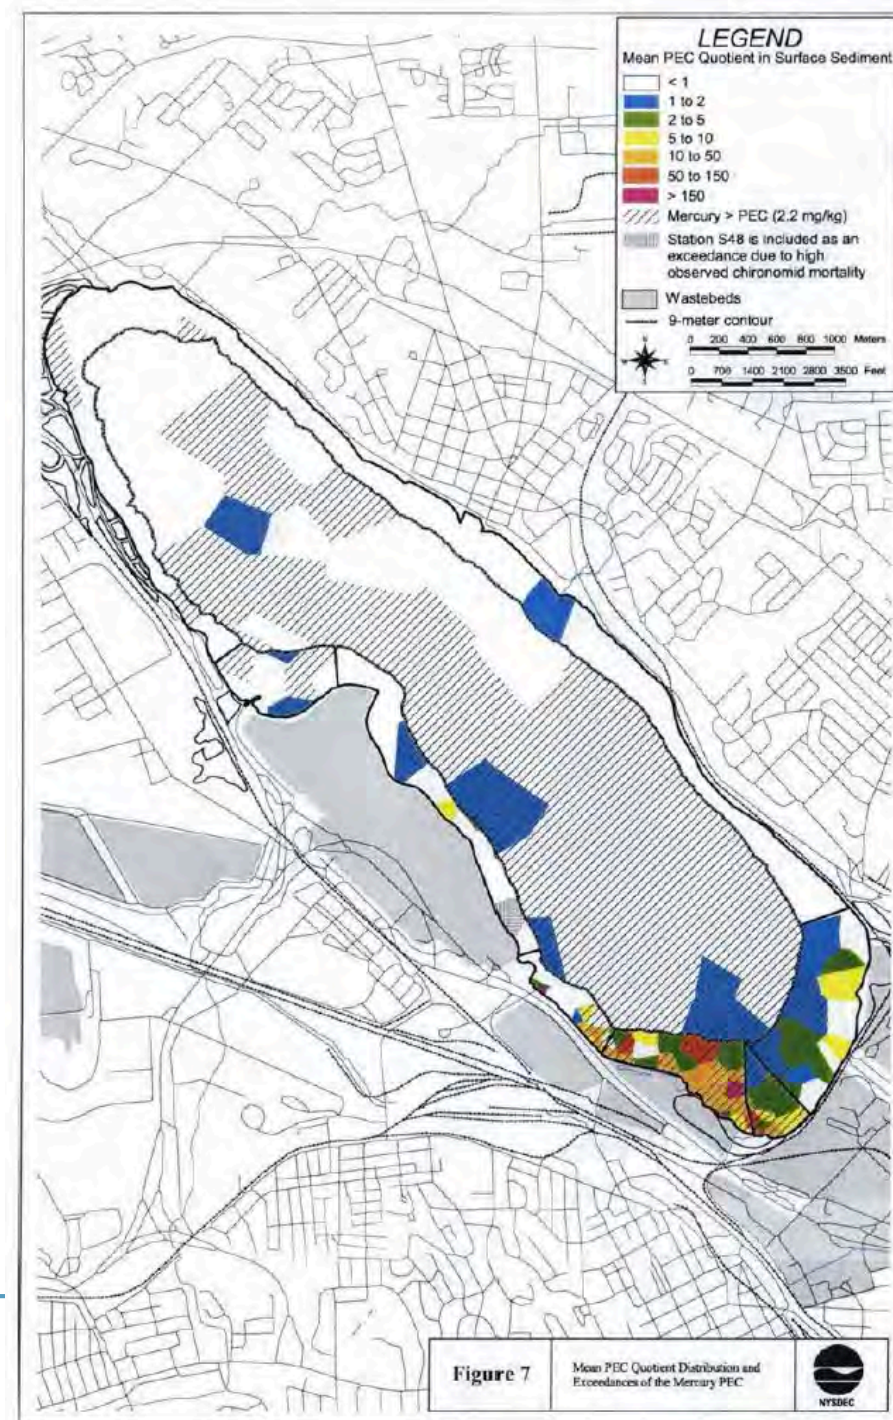 LEGEND
Mean PEC Quotient in Surface Sediment
< 1
1 to 2
2 to 5
5 to 10
10 to 50
50 to 150
> 150
Mercury > PEC (2.2 mg/kg)
Station S48 is included as an
exceedance due to high
observed chironomid mortality
Wastebeds
9-meter contour
0 200 400 600 800 1000 Meters
0 700 1400 2100 2800 3500 Feet
Figure 7
Mean PEC Quotient Distribution and
Exceedances of the Mercury PEC
NYSDEC